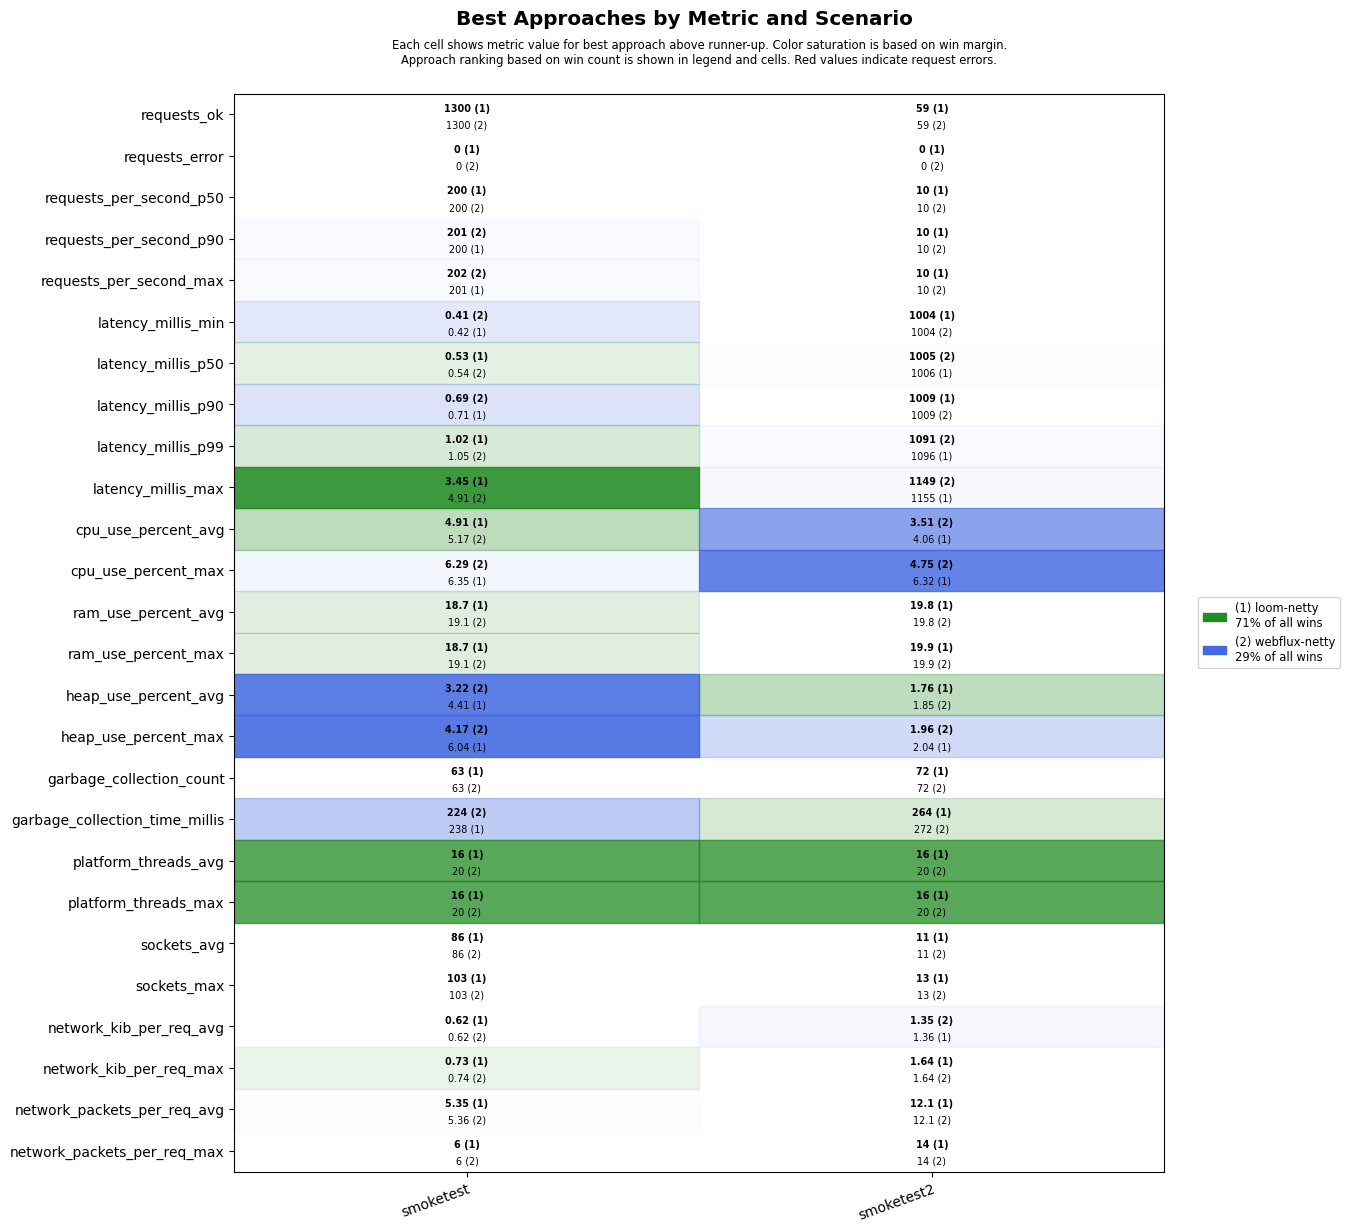 Best Approaches by Metric and Scenario
Each cell shows metric value for best approach above runner-up. Color saturation is based on win margin.
Approach ranking based on win count is shown in legend and cells. Red values indicate request errors.
requests_ok
1300 (1)
1300 (2)
59 (1)
59 (2)
requests_error
0 (1)
0 (2)
0 (1)
0 (2)
requests_per_second_p50
200 (1)
200 (2)
10 (1)
10 (2)
requests_per_second_p90
201 (2)
200 (1)
10 (1)
10 (2)
requests_per_second_max
202 (2)
201 (1)
10 (1)
10 (2)
latency_millis_min
0.41 (2)
0.42 (1)
1004 (1)
1004 (2)
latency_millis_p50
0.53 (1)
0.54 (2)
1005 (2)
1006 (1)
latency_millis_p90
0.69 (2)
0.71 (1)
1009 (1)
1009 (2)
latency_millis_p99
1.02 (1)
1.05 (2)
1091 (2)
1096 (1)
latency_millis_max
3.45 (1)
4.91 (2)
1149 (2)
1155 (1)
cpu_use_percent_avg
4.91 (1)
5.17 (2)
3.51 (2)
4.06 (1)
cpu_use_percent_max
6.29 (2)
6.35 (1)
4.75 (2)
6.32 (1)
ram_use_percent_avg
18.7 (1)
19.1 (2)
19.8 (1)
19.8 (2)
ram_use_percent_max
18.7 (1)
19.1 (2)
19.9 (1)
19.9 (2)
heap_use_percent_avg
3.22 (2)
4.41 (1)
1.76 (1)
1.85 (2)
heap_use_percent_max
4.17 (2)
6.04 (1)
1.96 (2)
2.04 (1)
garbage_collection_count
63 (1)
63 (2)
72 (1)
72 (2)
garbage_collection_time_millis
224 (2)
238 (1)
264 (1)
272 (2)
platform_threads_avg
16 (1)
20 (2)
16 (1)
20 (2)
platform_threads_max
16 (1)
20 (2)
16 (1)
20 (2)
sockets_avg
86 (1)
86 (2)
11 (1)
11 (2)
sockets_max
103 (1)
103 (2)
13 (1)
13 (2)
network_kib_per_req_avg
0.62 (1)
0.62 (2)
1.35 (2)
1.36 (1)
network_kib_per_req_max
0.73 (1)
0.74 (2)
1.64 (1)
1.64 (2)
network_packets_per_req_avg
5.35 (1)
5.36 (2)
12.1 (1)
12.1 (2)
network_packets_per_req_max
6 (1)
6 (2)
14 (1)
14 (2)
smoketest
smoketest2
(1) loom-netty
71% of all wins
(2) webflux-netty
29% of all wins